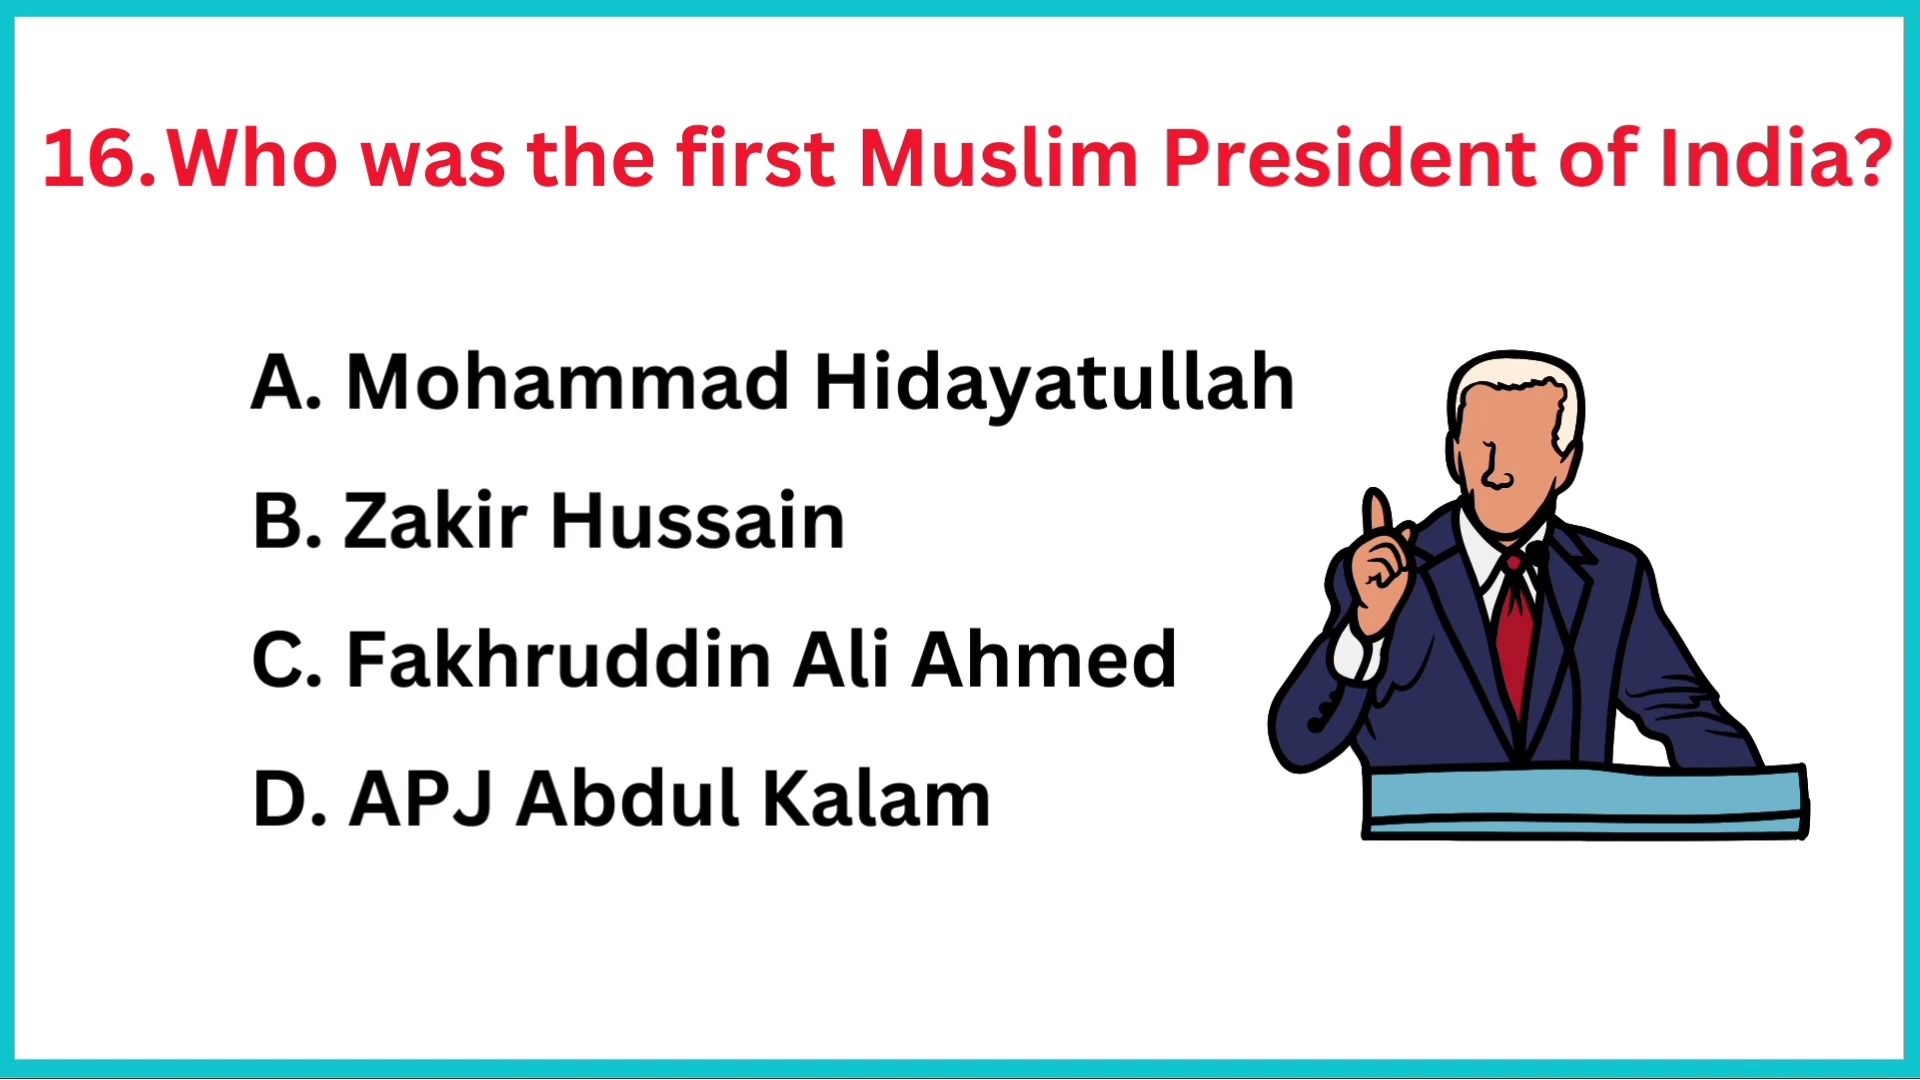 16. Who was the first Muslim President of India?
A. Mohammad Hidayatullah
B. Zakir Hussain
C. Fakhruddin Ali Ahmed
D. APJ Abdul Kalam